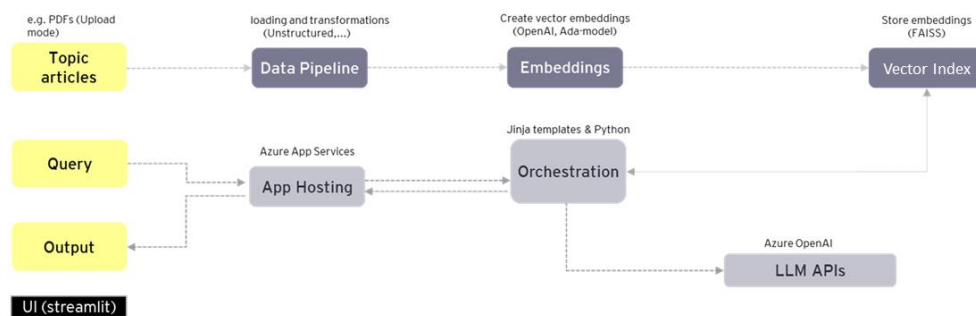 e.g. PDFs (Upload
mode)
loading and transformations
(Unstructured,...)
Create vector embeddings
(OpenAI, Ada-model)
Store embeddings
(FAISS)
Topic
articles
Data Pipeline
Embeddings
Vector Index
Jinja templates & Python
Query
Azure App Services
App Hosting
Orchestration
Output
Azure OpenAI
LLM APIs
UI (streamlit)